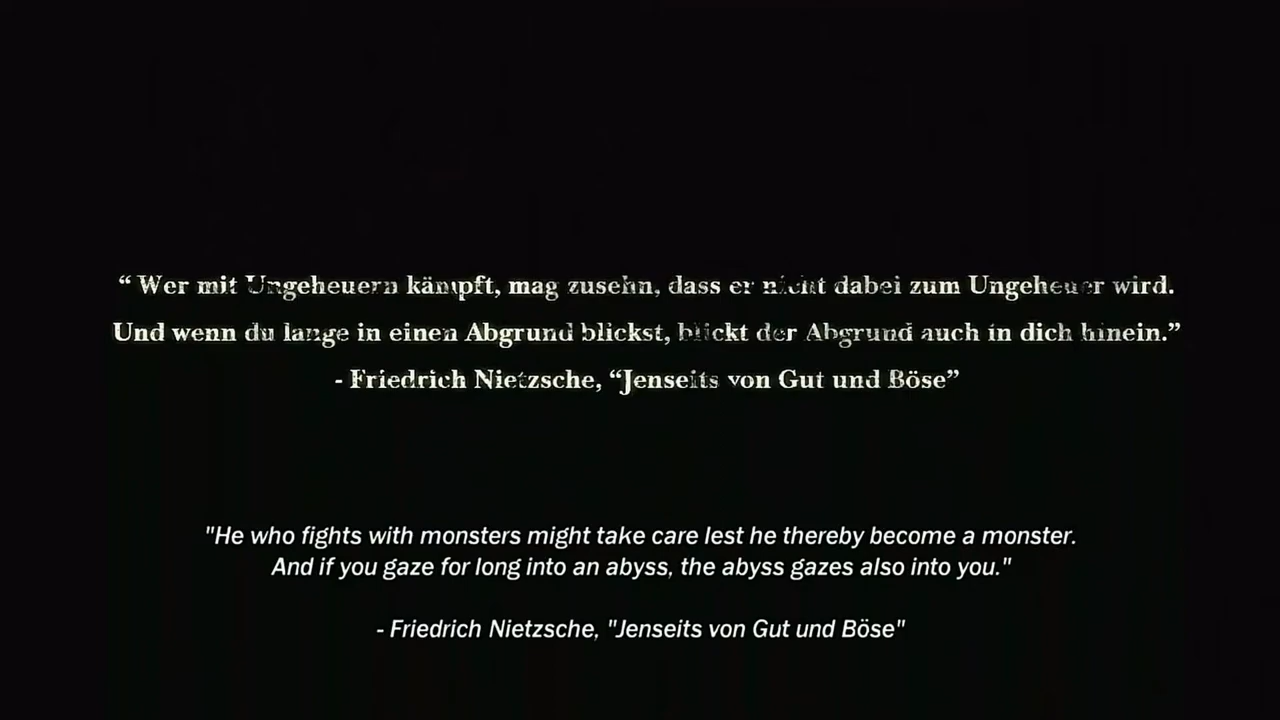 “ Wer mit Ungeheuern kämpft, mag zusehn, dass er nicht dabei zum Ungeheuer wird.
Und wenn du lange in einen Abgrund blickst, blickt der Abgrund auch in dich hinein.”
- Friedrich Nietzsche, “Jenseits von Gut und Böse”
"He who fights with monsters might take care lest he thereby become a monster.
And if you gaze for long into an abyss, the abyss gazes also into you."
- Friedrich Nietzsche, "Jenseits von Gut und Böse"